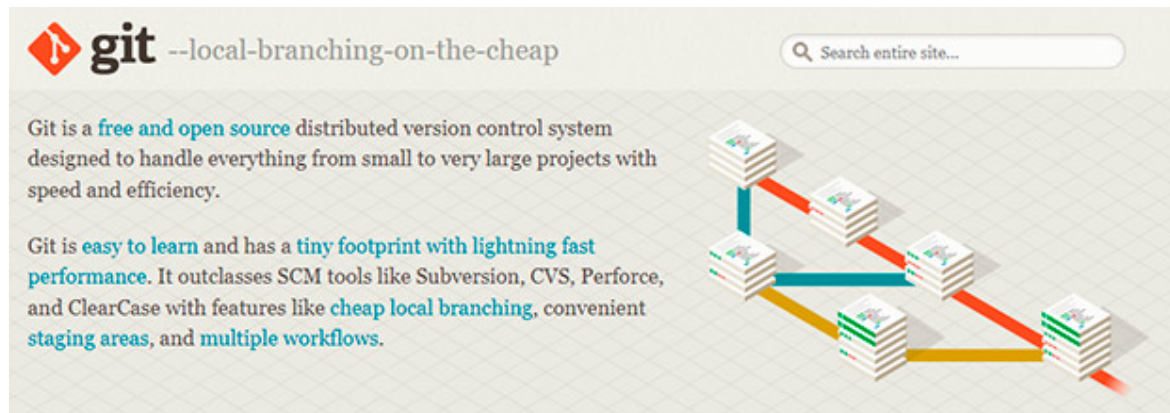 git --local-branching-on-the-cheap
Search entire site...
Git is a free and open source distributed version control system
designed to handle everything from small to very large projects with
speed and efficiency.
Git is easy to learn and has a tiny footprint with lightning fast
performance. It outclasses SCM tools like Subversion, CVS, Perforce,
and ClearCase with features like cheap local branching, convenient
staging areas, and multiple workflows.